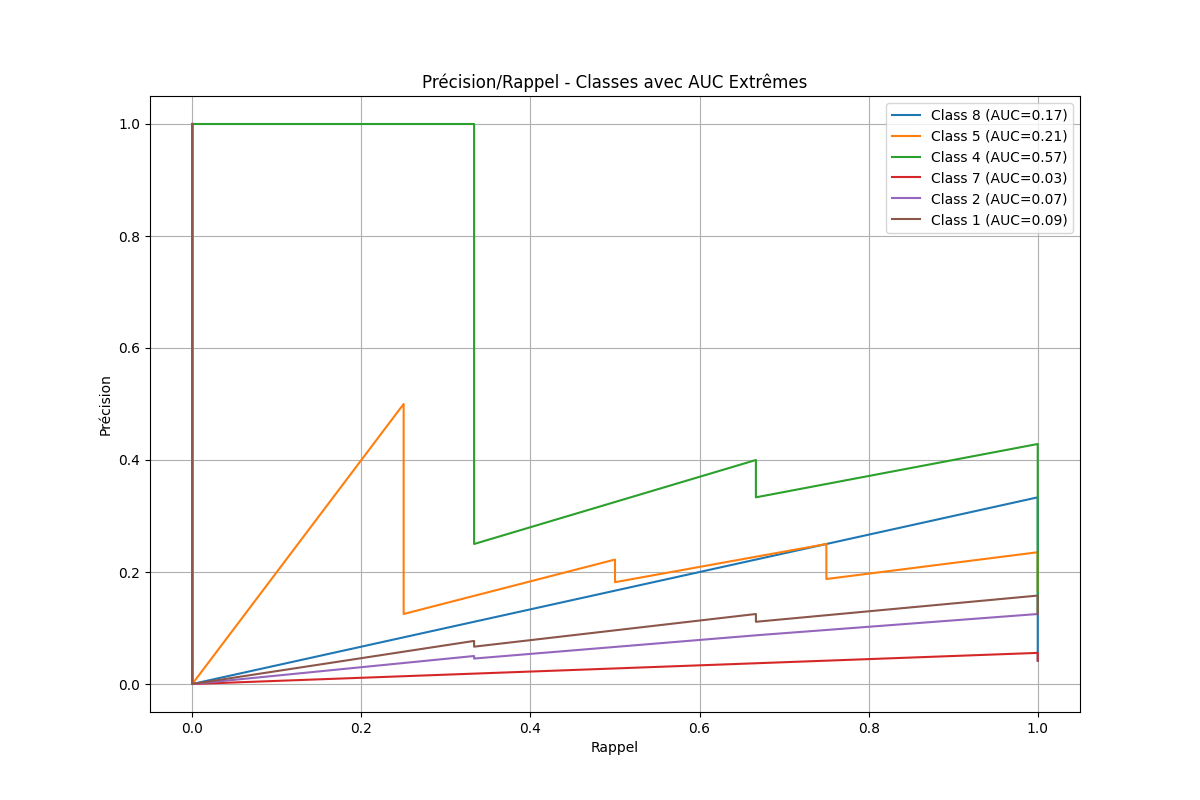 Précision/Rappel - Classes avec AUC Extrêmes
Class 8 (AUC=0.17)
Class 5 (AUC=0.21)
Class 4 (AUC=0.57)
Class 7 (AUC=0.03)
Class 2 (AUC=0.07)
Class 1 (AUC=0.09)
Précision
1.0
0.8
0.6
0.4
0.2
0.0
0.0 0.2 0.4 0.6 0.8 1.0
Rappel